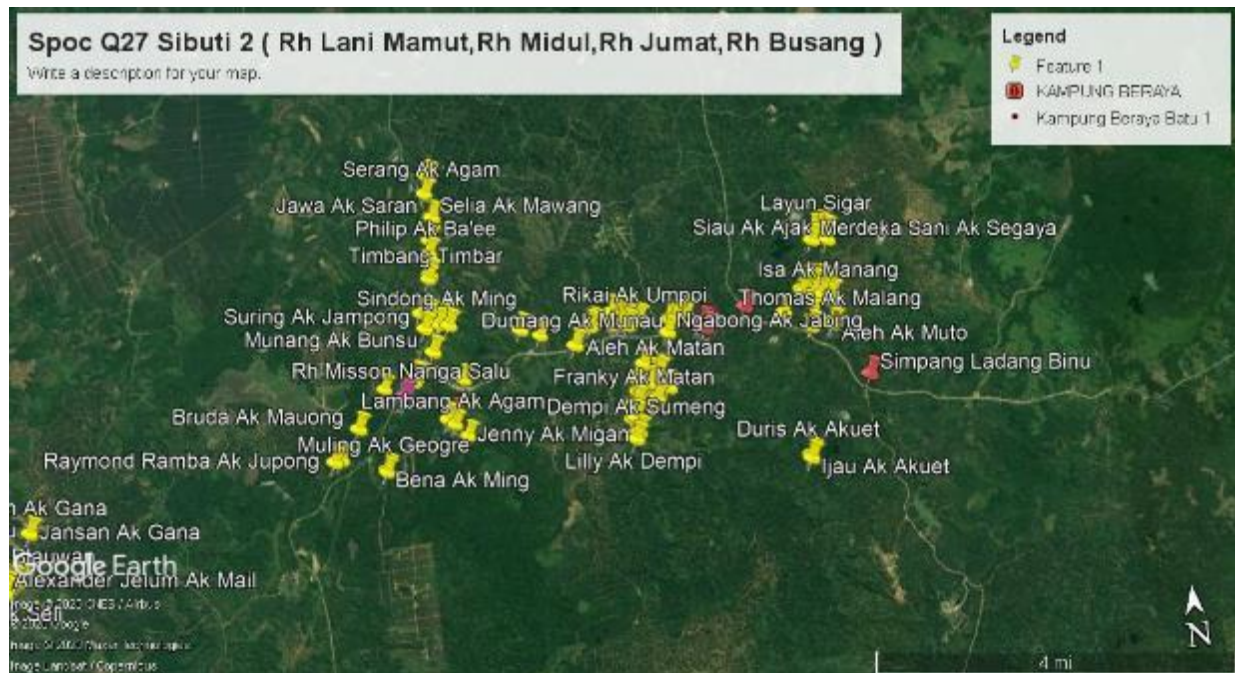 Spoc Q27 Sibuti 2 ( Rh Lani Mamut,Rh Midul,Rh Jumat,Rh Busang )
Write a description for your map.
Legend
Feature 1
KAMPUNG BERAYA
Kampung Beraya Batu 1
Serang Ak Agam
Jawa Ak Saran
Selia Ak Mawang
Philip Ak Ba'ee
Timbang Timbar
Layun Sigar
Siau Ak Ajak
Merdeka Sani Ak Segaya
Isa Ak Manang
Sindong Ak Ming
Rikai Ak Umpoi
Thomas Ak Malang
Suring Ak Jampong
Dumang Ak Munau
Ngabong Ak Jabing
Aleh Ak Muto
Munang Ak Bunsu
Aleh Ak Matan
Simpang Ladang Binu
Rh Misson Nanga Salu
Franky Ak Matan
Lambang Ak Agam
Dempi Ak Sumeng
Bruda Ak Mauong
Jenny Ak Migan
Duris Ak Akuet
Muling Ak Geogre
Raymond Ramba Ak Jupong
Lilly Ak Dempi
Ijau Ak Akuet
Bena Ak Ming
Ak Gana
Jansan Ak Gana
Google Earth
Alexander Jelum Ak Mail
Image Landsat / Copernicus
4 mi
N